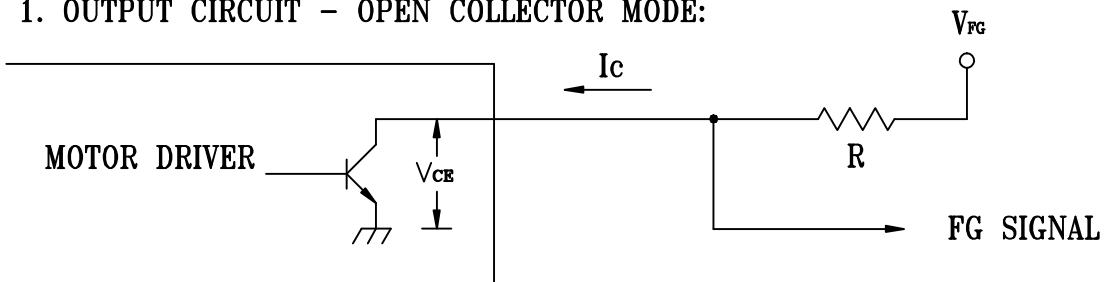 1. OUTPUT CIRCUIT - OPEN COLLECTOR MODE:
VFG
Ic
MOTOR DRIVER
VCE
R
FG SIGNAL